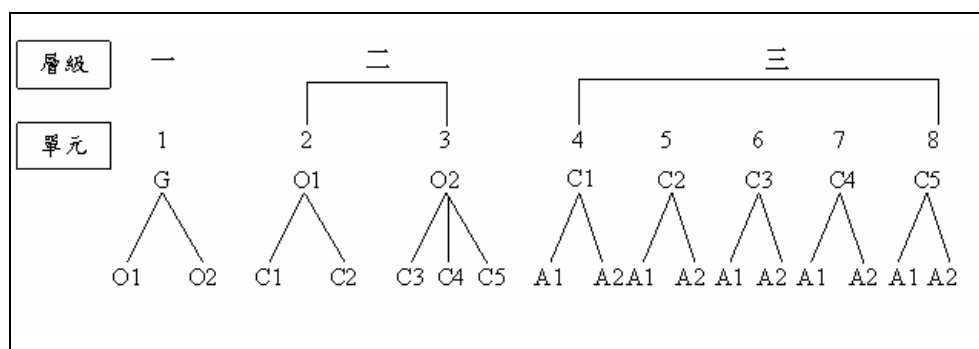 層級 一 二 三
單元 1 2 3 4 5 6 7 8
G O1 O2 C1 C2 C3 C4 C5
O1 O2 C1 C2 C3 C4 C5 A1 A2 A1 A2 A1 A2 A1 A2 A1 A2